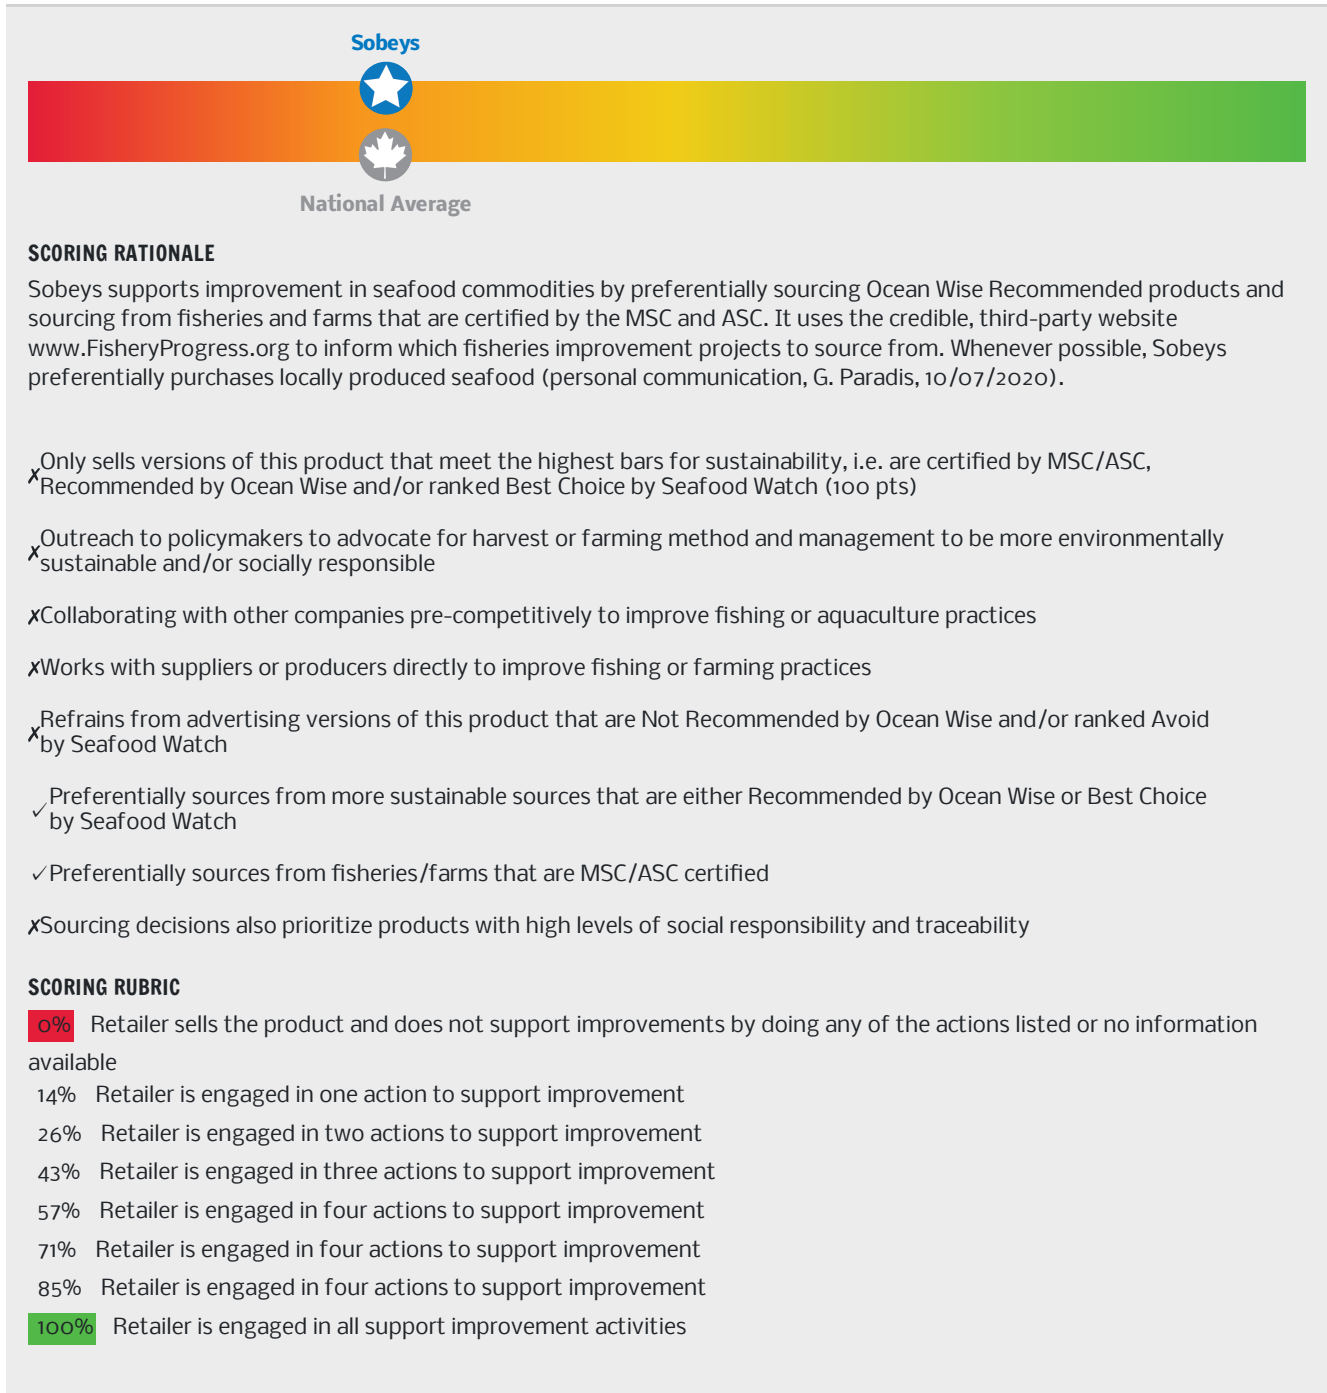 Sobeys
National Average
SCORING RATIONALE
Sobeys supports improvement in seafood commodities by preferentially sourcing Ocean Wise Recommended products and
sourcing from fisheries and farms that are certified by the MSC and ASC. It uses the credible, third-party website
www.FisheryProgress.org to inform which fisheries improvement projects to source from. Whenever possible, Sobeys
preferentially purchases locally produced seafood (personal communication, G. Paradis, 10/07/2020).
✗Only sells versions of this product that meet the highest bars for sustainability, i.e. are certified by MSC/ASC,
Recommended by Ocean Wise and/or ranked Best Choice by Seafood Watch (100 pts)
✗Outreach to policymakers to advocate for harvest or farming method and management to be more environmentally
sustainable and/or socially responsible
✗Collaborating with other companies pre-competitively to improve fishing or aquaculture practices
✗Works with suppliers or producers directly to improve fishing or farming practices
✗Refrains from advertising versions of this product that are Not Recommended by Ocean Wise and/or ranked Avoid
by Seafood Watch
✓Preferentially sources from more sustainable sources that are either Recommended by Ocean Wise or Best Choice
by Seafood Watch
✓Preferentially sources from fisheries/farms that are MSC/ASC certified
✗Sourcing decisions also prioritize products with high levels of social responsibility and traceability
SCORING RUBRIC
0% Retailer sells the product and does not support improvements by doing any of the actions listed or no information
available
14% Retailer is engaged in one action to support improvement
26% Retailer is engaged in two actions to support improvement
43% Retailer is engaged in three actions to support improvement
57% Retailer is engaged in four actions to support improvement
71% Retailer is engaged in four actions to support improvement
85% Retailer is engaged in four actions to support improvement
100% Retailer is engaged in all support improvement activities